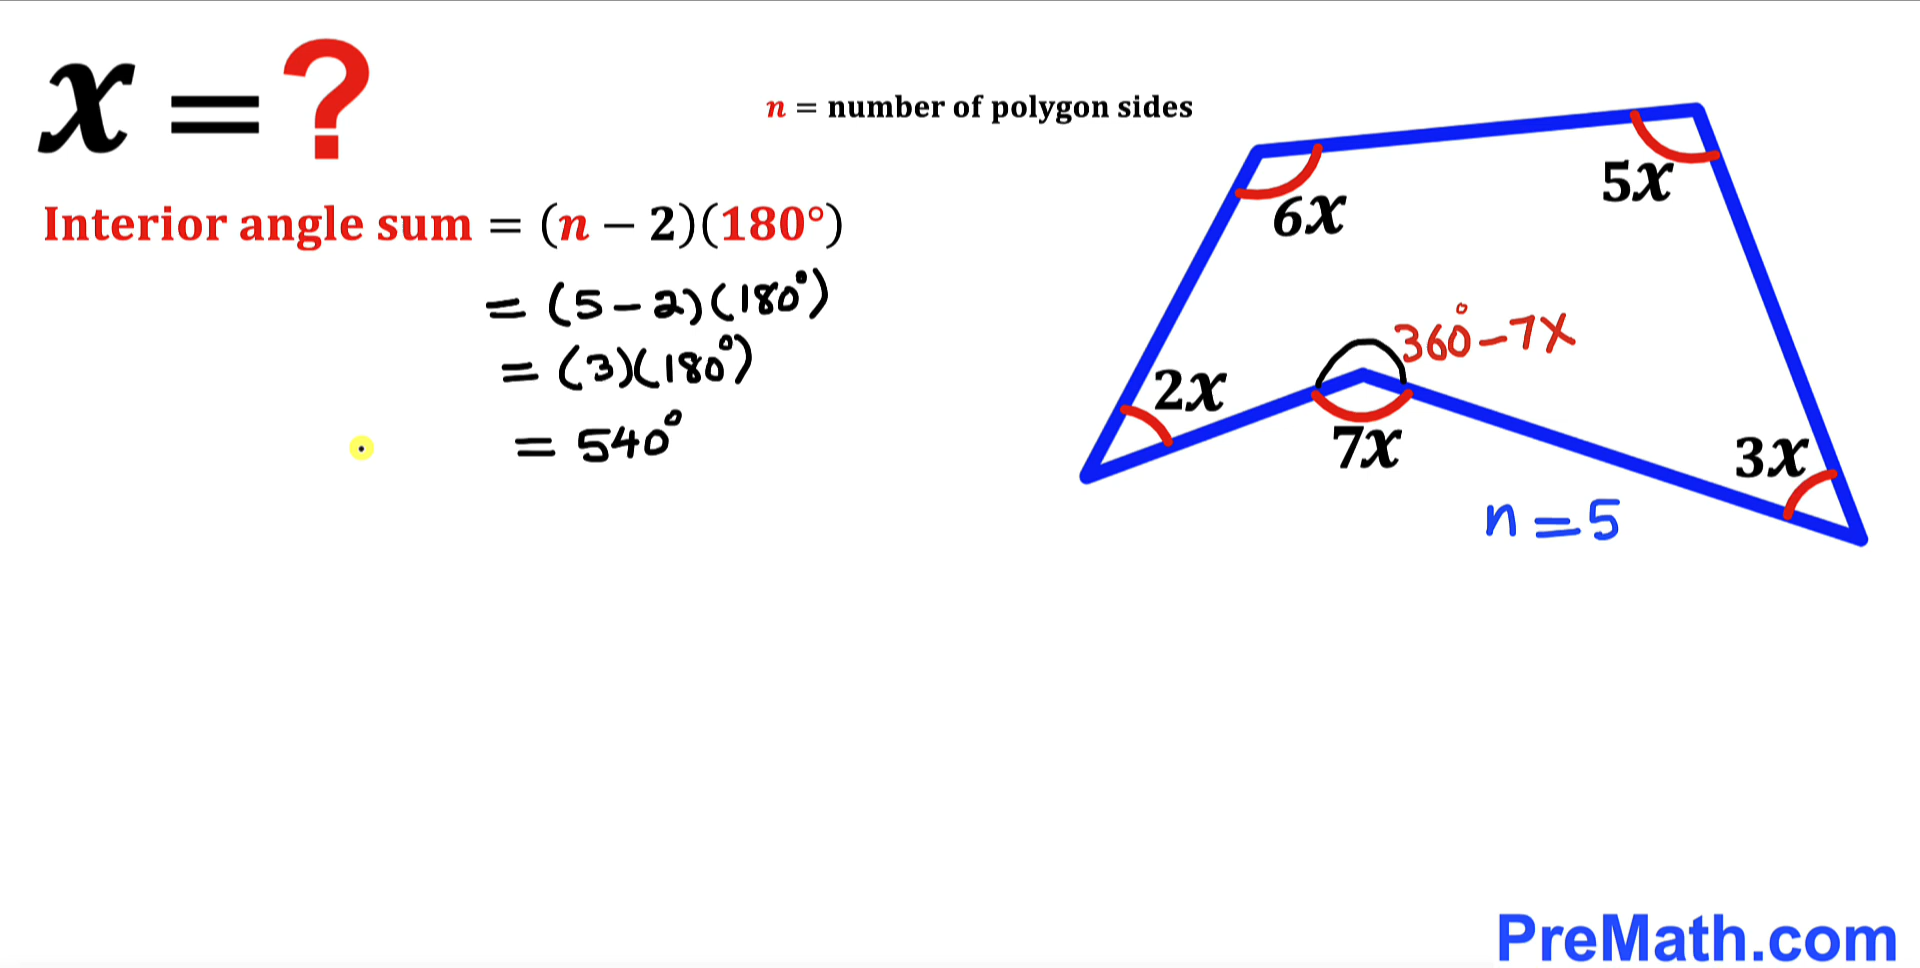 x = ?
n = number of polygon sides
Interior angle sum = (n − 2)(180°)
= (5 − 2)(180°)
= (3)(180°)
= 540°
6x
5x
360° − 7x
2x
7x
3x
n = 5
PreMath.com